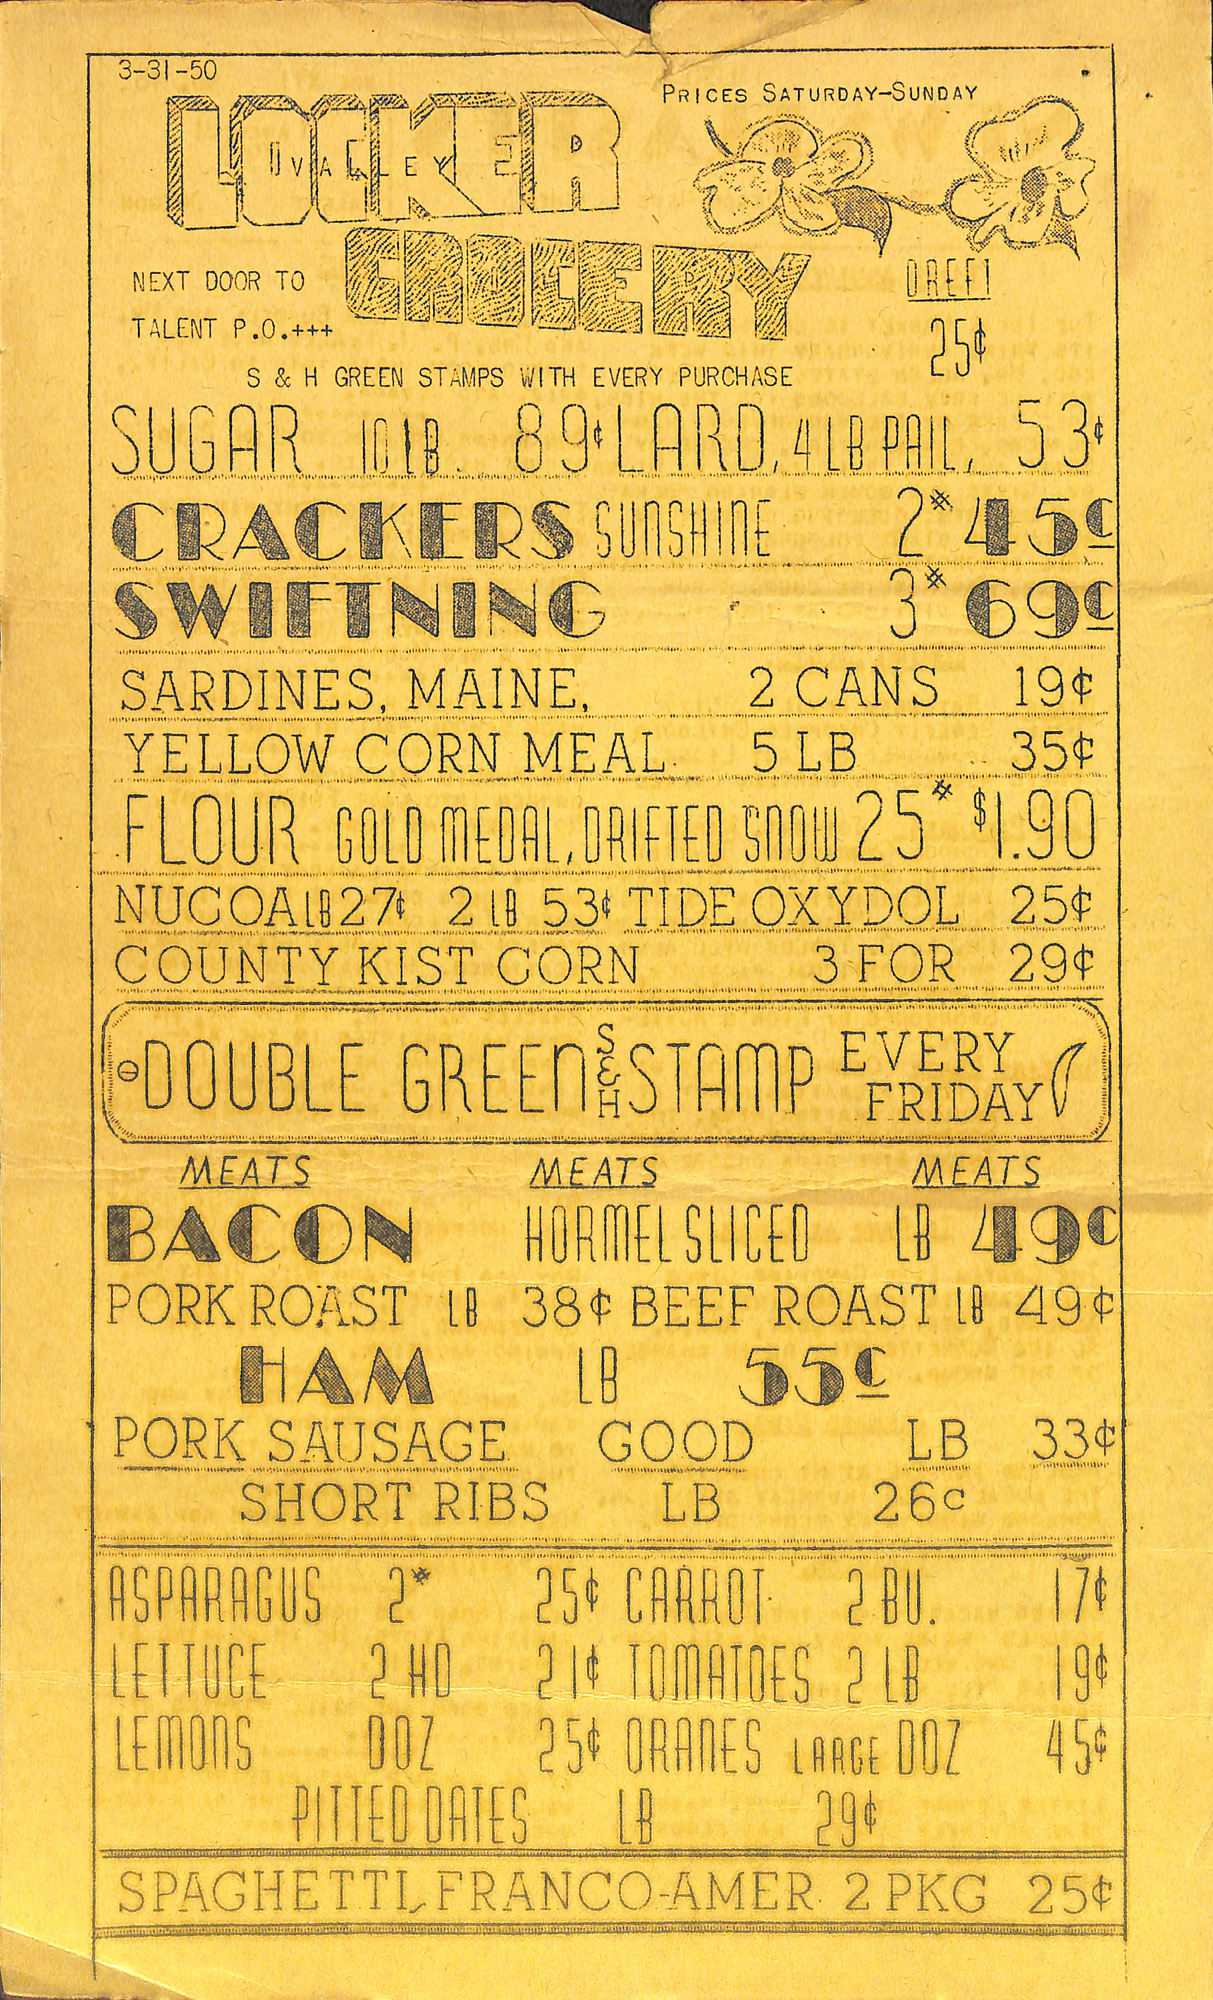 3-31-50
PRICES SATURDAY-SUNDAY
LOCKER
VALLEY
GROCERY
NEXT DOOR TO
TALENT P.O.+++
DREFT
25¢
S & H GREEN STAMPS WITH EVERY PURCHASE
SUGAR 10 LB. 89¢ LARD, 4 LB PAIL, 53¢
CRACKERS SUNSHINE 2# 45¢
SWIFTNING 3# 69¢
SARDINES, MAINE, 2 CANS 19¢
YELLOW CORN MEAL 5 LB 35¢
FLOUR GOLD MEDAL, DRIFTED SNOW 25# $1.90
NUCOA LB 27¢ 2 LB 53¢ TIDE OXYDOL 25¢
COUNTY KIST CORN 3 FOR 29¢
DOUBLE GREEN S&H STAMP EVERY FRIDAY
MEATS MEATS MEATS
BACON HORMEL SLICED LB 49¢
PORK ROAST LB 38¢ BEEF ROAST LB 49¢
HAM LB 55¢
PORK SAUSAGE GOOD LB 33¢
SHORT RIBS LB 26c
ASPARAGUS 2# 25¢ CARROT 2 BU. 17¢
LETTUCE 2 HD 21¢ TOMATOES 2 LB 19¢
LEMONS DOZ 25¢ ORANES LARGE DOZ 45¢
PITTED DATES LB 29¢
SPAGHETTI, FRANCO-AMER 2 PKG 25¢